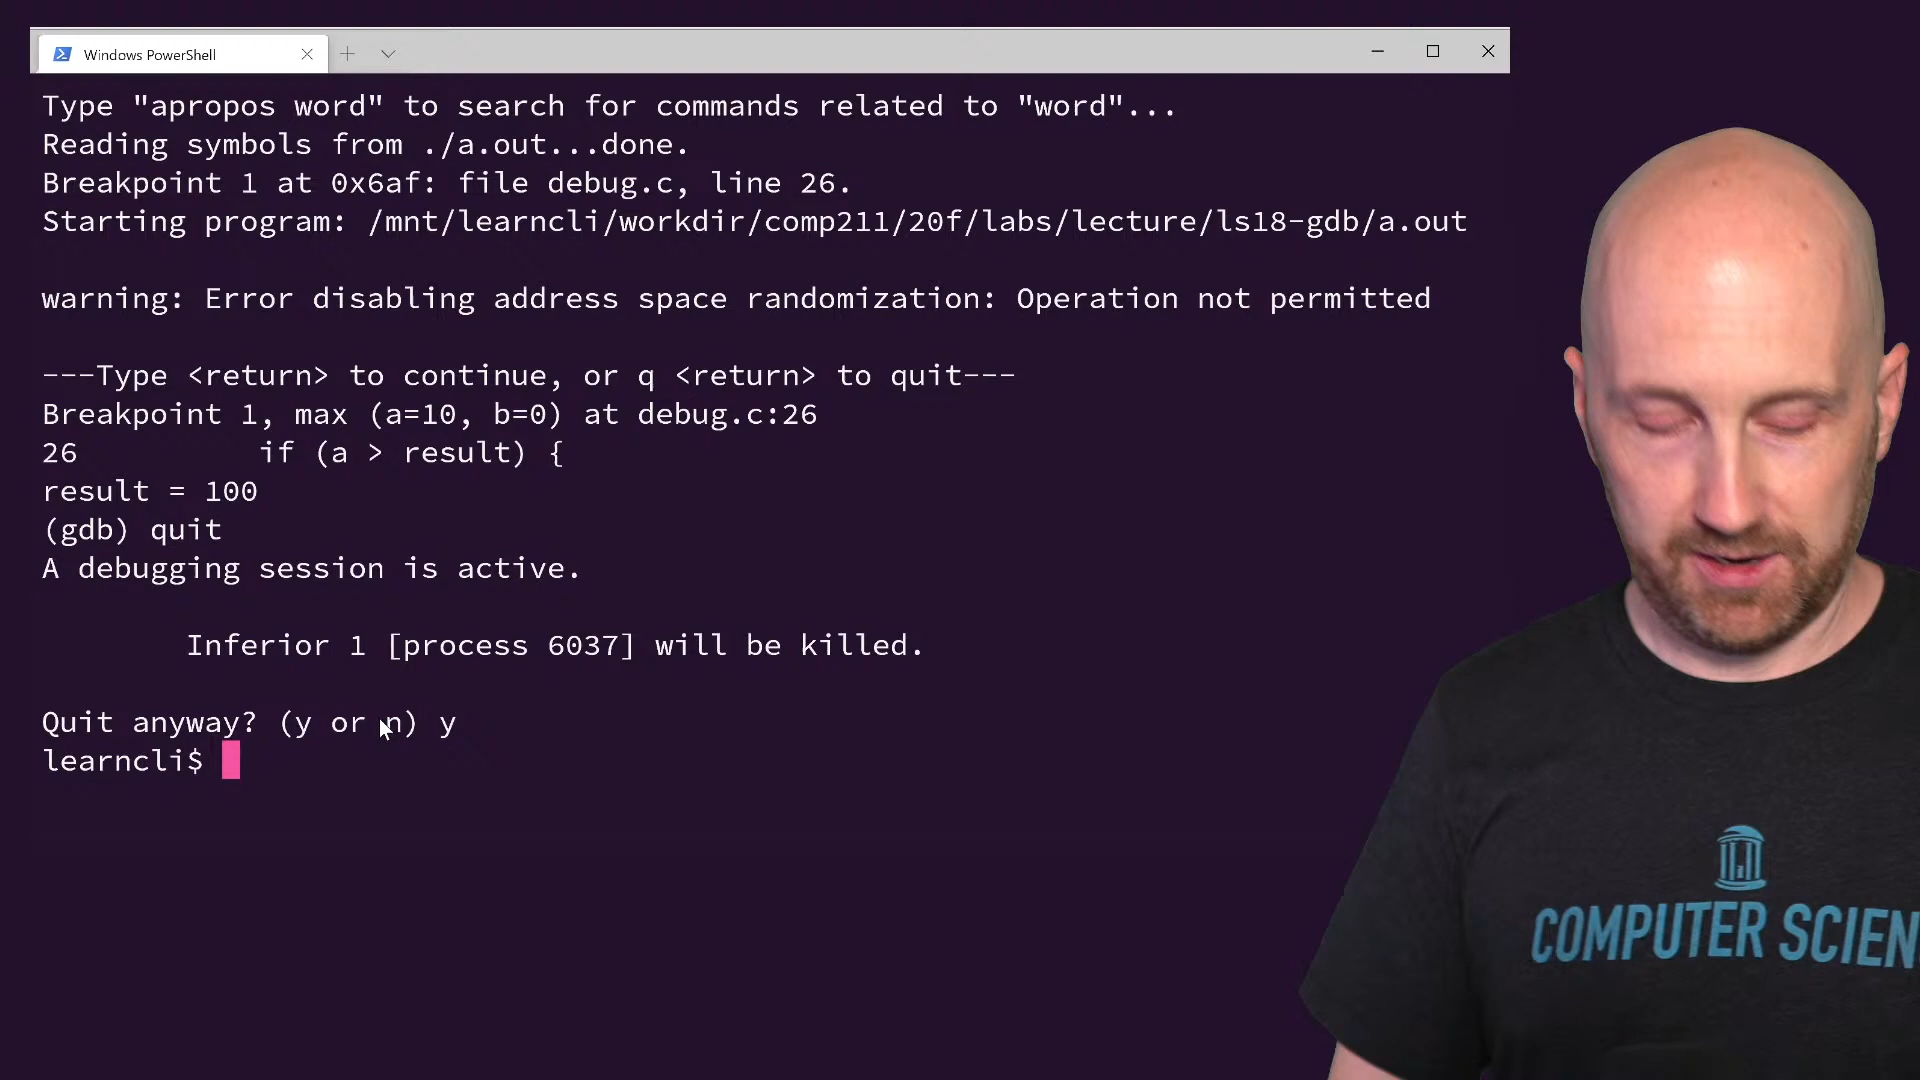 Windows PowerShell
Type "apropos word" to search for commands related to "word"...
Reading symbols from ./a.out...done.
Breakpoint 1 at 0x6af: file debug.c, line 26.
Starting program: /mnt/learncli/workdir/comp211/20f/labs/lecture/ls18-gdb/a.out
warning: Error disabling address space randomization: Operation not permitted
---Type <return> to continue, or q <return> to quit---
Breakpoint 1, max (a=10, b=0) at debug.c:26
26          if (a > result) {
result = 100
(gdb) quit
A debugging session is active.
Inferior 1 [process 6037] will be killed.
Quit anyway? (y or n) y
learncli$
COMPUTER SCIEN